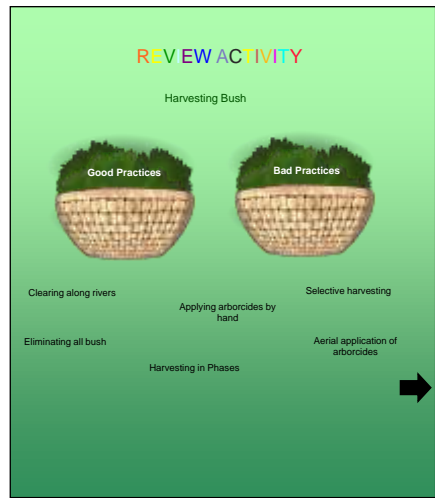 REVIEW ACTIVITY
Harvesting Bush
Good Practices
Bad Practices
Clearing along rivers
Applying arborcides by
hand
Selective harvesting
Eliminating all bush
Aerial application of
arborcides
Harvesting in Phases